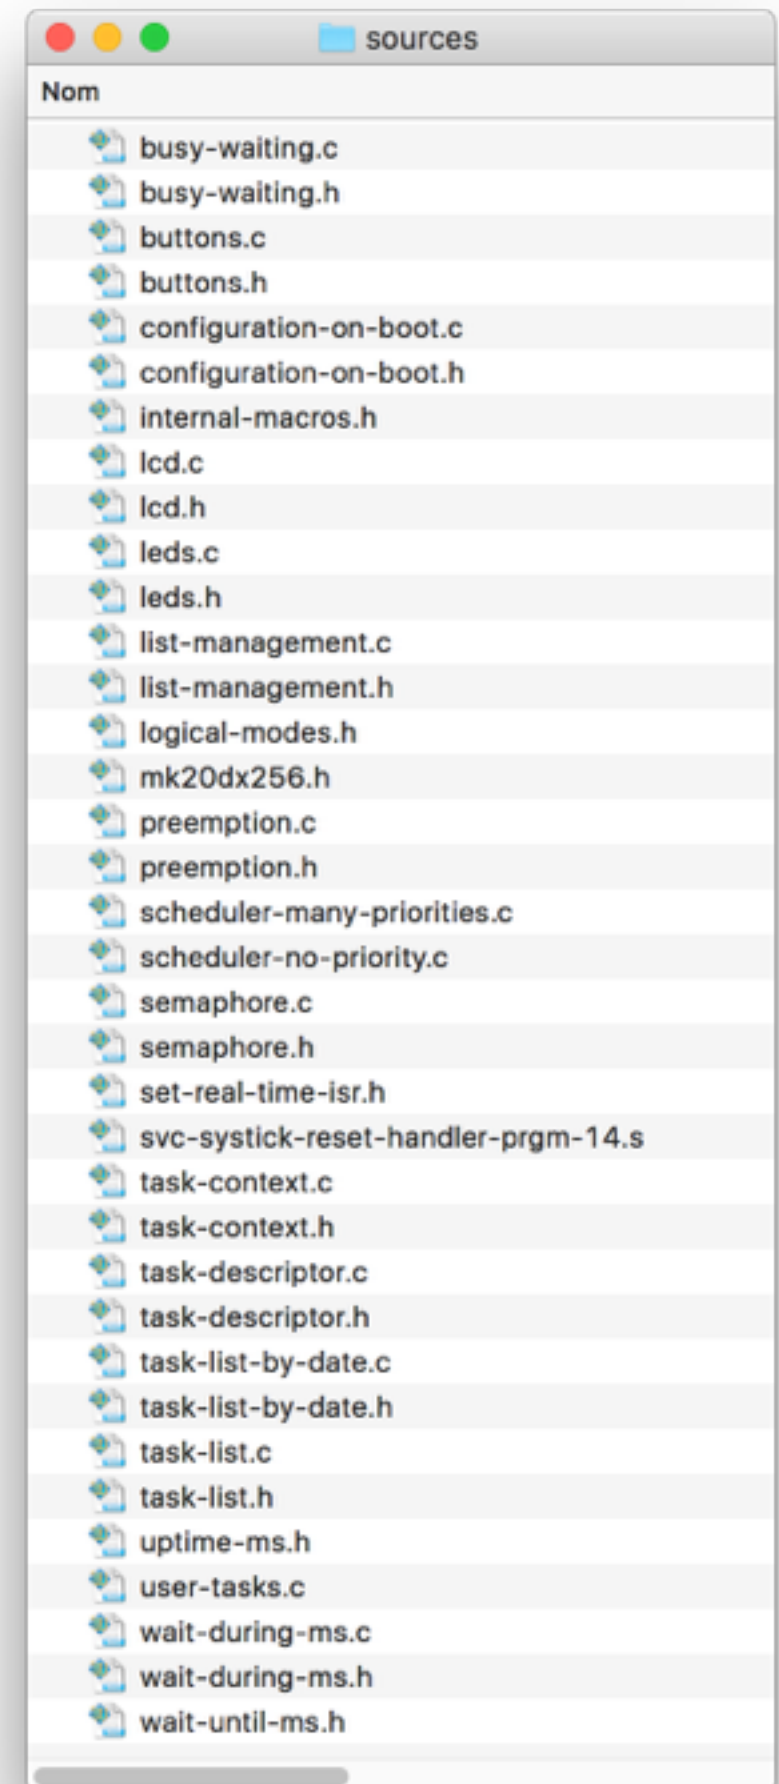 sources
Nom
busy-waiting.c
busy-waiting.h
buttons.c
buttons.h
configuration-on-boot.c
configuration-on-boot.h
internal-macros.h
lcd.c
lcd.h
leds.c
leds.h
list-management.c
list-management.h
logical-modes.h
mk20dx256.h
preemption.c
preemption.h
scheduler-many-priorities.c
scheduler-no-priority.c
semaphore.c
semaphore.h
set-real-time-isr.h
svc-systick-reset-handler-prgm-14.s
task-context.c
task-context.h
task-descriptor.c
task-descriptor.h
task-list-by-date.c
task-list-by-date.h
task-list.c
task-list.h
uptime-ms.h
user-tasks.c
wait-during-ms.c
wait-during-ms.h
wait-until-ms.h